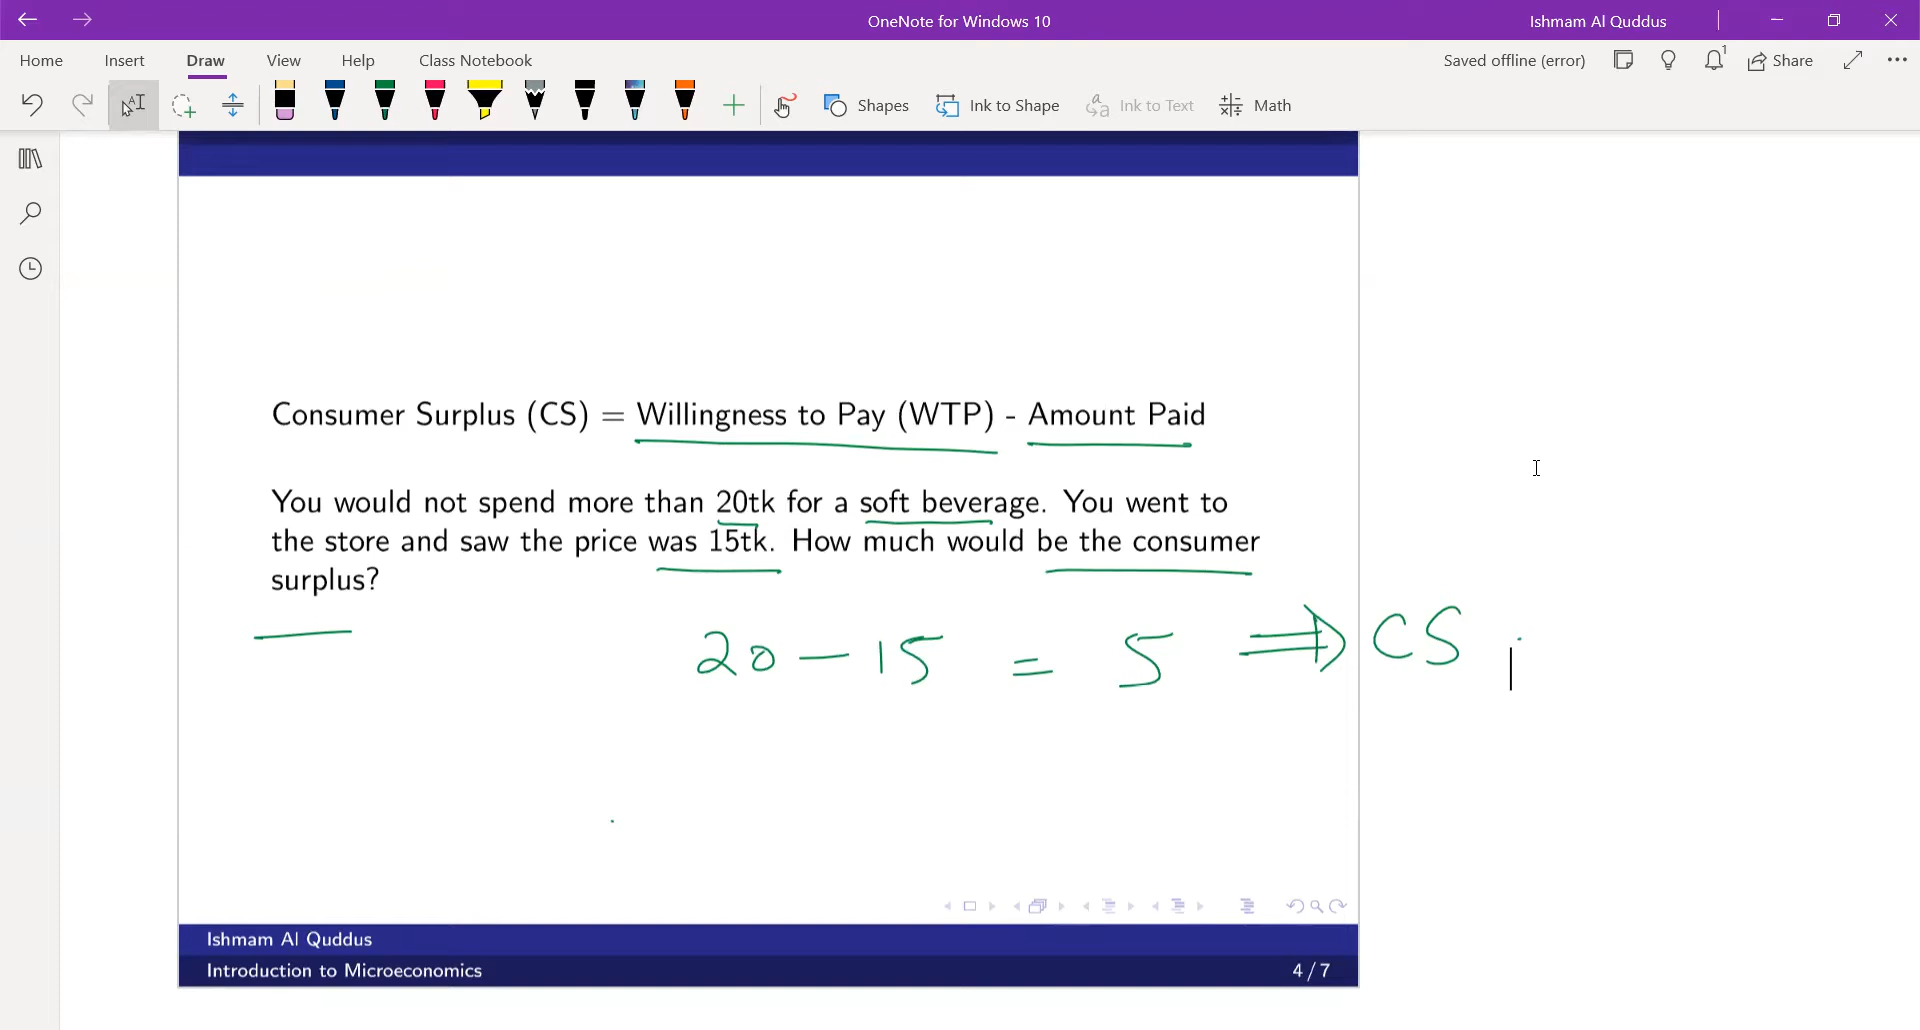 OneNote for Windows 10
Ishmam Al Quddus
Home Insert Draw View Help Class Notebook
Saved offline (error) 1 Share
Shapes Ink to Shape Ink to Text Math
Consumer Surplus (CS) = Willingness to Pay (WTP) - Amount Paid
You would not spend more than 20tk for a soft beverage. You went to
the store and saw the price was 15tk. How much would be the consumer
surplus?
20 — 15 = 5 ⇒ CS
Ishmam Al Quddus
Introduction to Microeconomics 4 / 7